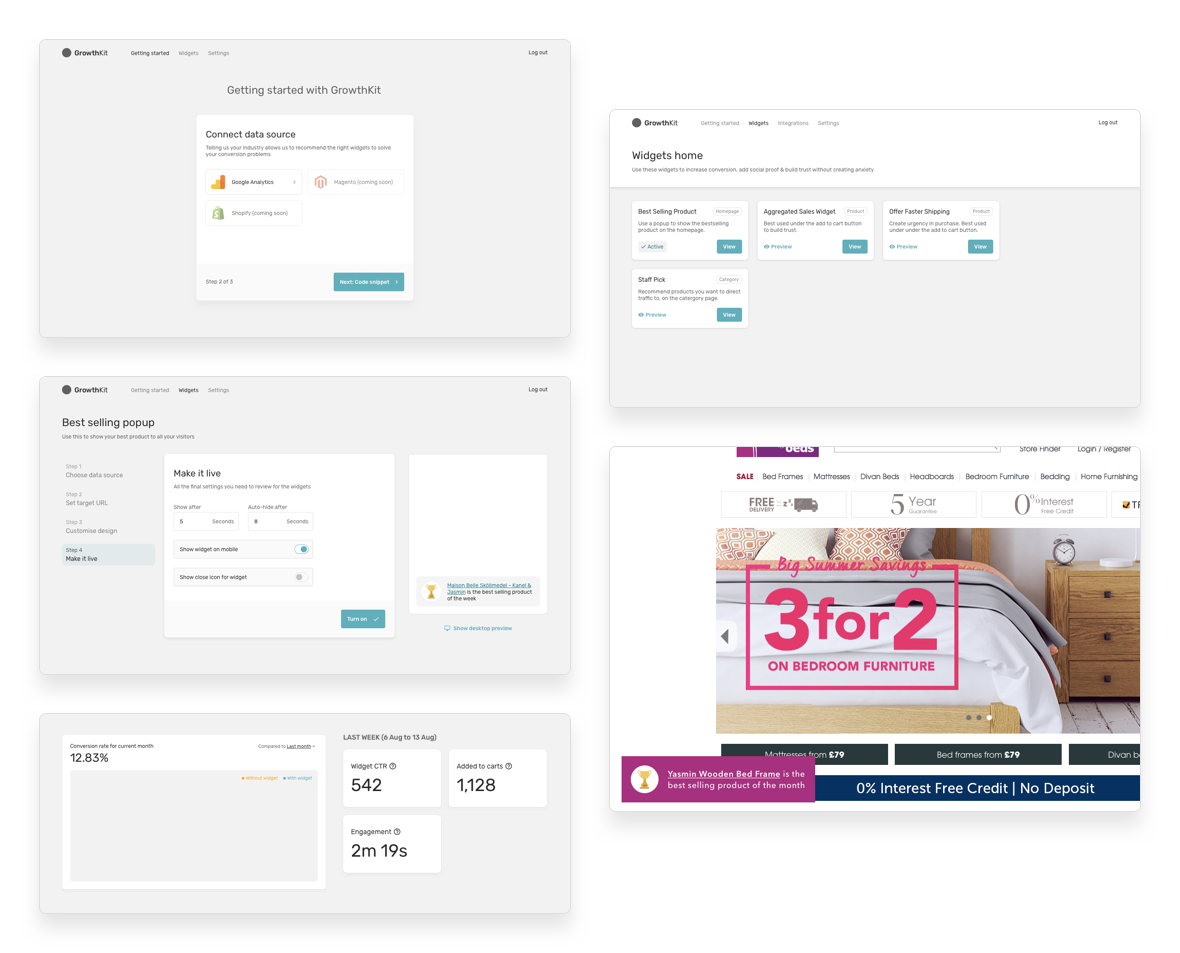 GrowthKit
Getting started Widgets Settings
Log out
Getting started with GrowthKit
Connect data source
Telling us your industry allows us to recommend the right widgets to solve
your conversion problems
Google Analytics
Magento (coming soon)
Shopify (coming soon)
Step 2 of 3
Next: Code snippet
GrowthKit
Getting started Widgets Integrations Settings
Log out
Widgets home
Use these widgets to increase conversion, add social proof & build trust without creating anxiety
Best Selling Product
Homepage
Use a popup to show the bestselling
product on the homepage.
Active
View
Aggregated Sales Widget
Product
Best used under the add to cart button
to build trust.
Preview
View
Offer Faster Shipping
Product
Create urgency in purchase. Best used
under under the add to cart button.
Preview
View
Staff Pick
Category
Recommend products you want to direct
traffic to, on the catergory page.
Preview
View
GrowthKit
Getting started Widgets Settings
Log out
Best selling popup
Use this to show your best product to all your visitors
Step 1
Choose data source
Step 2
Set target URL
Step 3
Customise design
Step 4
Make it live
Make it live
All the final settings you need to review for the widgets
Show after
5 Seconds
Auto-hide after
8 Seconds
Show widget on mobile
Show close icon for widget
Turn on
Maison Belle Sköljmedel - Kanel &
Jasmin is the best selling product
of the week
Show desktop preview
beds
Store Finder
Login / Register
SALE Bed Frames Mattresses Divan Beds Headboards Bedroom Furniture Bedding Home Furnishing
FREE
DELIVERY
5 Year
Guarantee
0% Interest
Free Credit
Big Summer Savings
3for2
ON BEDROOM FURNITURE
Mattresses from £79
Bed frames from £79
Divan
Yasmin Wooden Bed Frame is the
best selling product of the month
0% Interest Free Credit | No Deposit
Conversion rate for current month
12.83%
Compared to Last month
Without widget
With widget
LAST WEEK (6 Aug to 13 Aug)
Widget CTR
542
Added to carts
1,128
Engagement
2m 19s